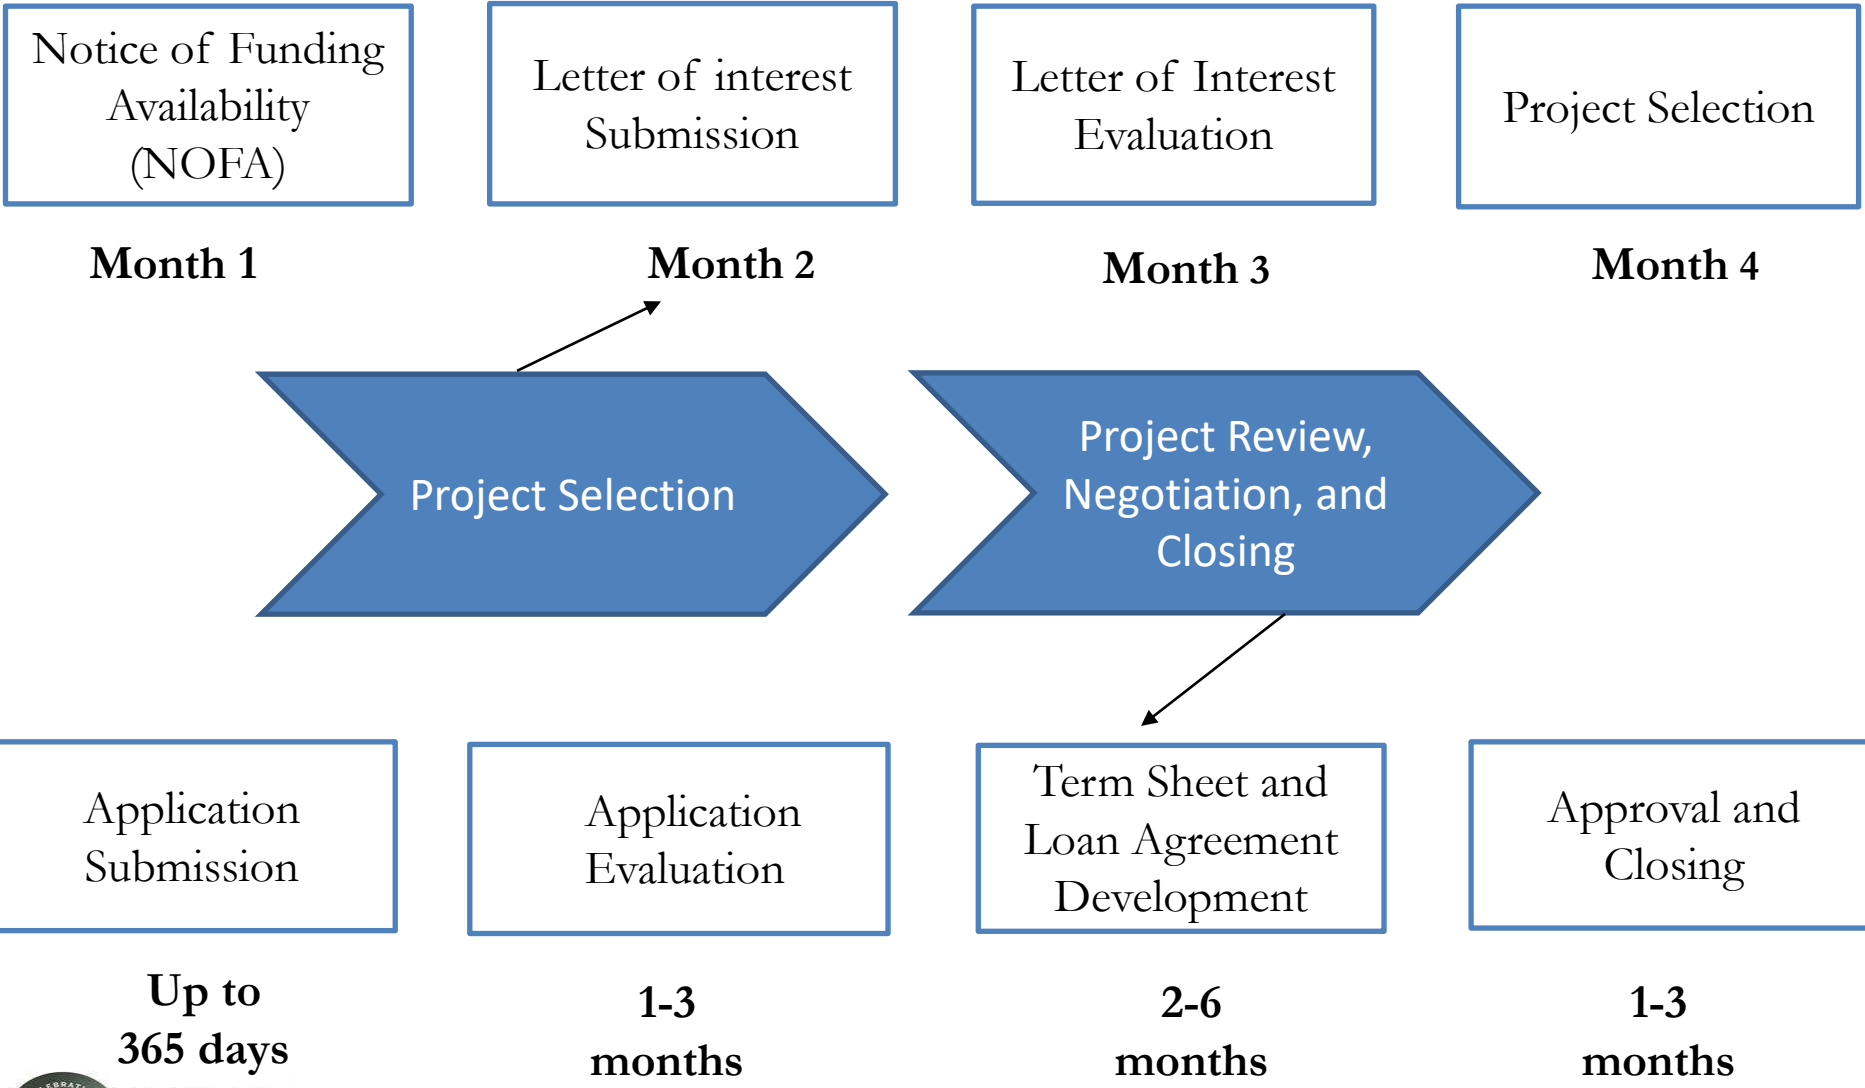 Notice of Funding
Availability
(NOFA)
Letter of interest
Submission
Letter of Interest
Evaluation
Project Selection
Month 1
Month 2
Month 3
Month 4
Project Selection
Project Review,
Negotiation, and
Closing
Application
Submission
Application
Evaluation
Term Sheet and
Loan Agreement
Development
Approval and
Closing
Up to
365 days
1-3
months
2-6
months
1-3
months